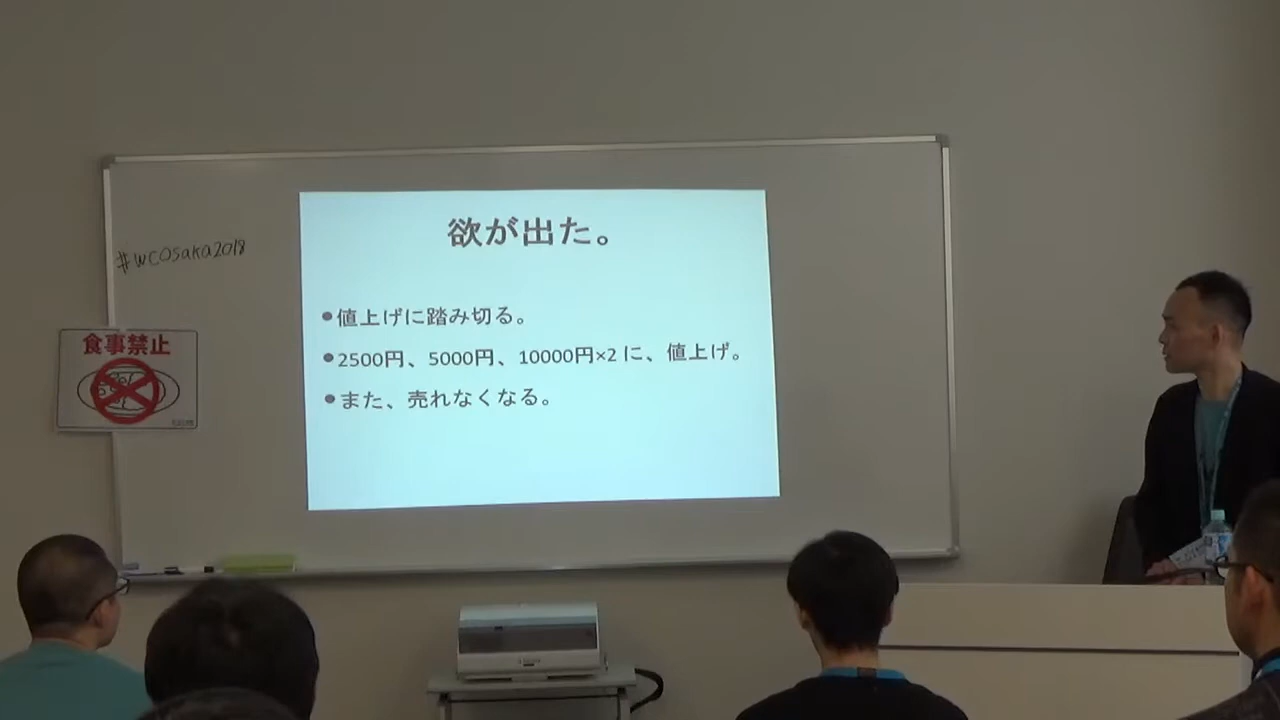 欲が出た。
#wcosaka2018
•値上げに踏み切る。
食事禁止
•2500円、5000円、10000円×2 に、値上げ。
•また、売れなくなる。